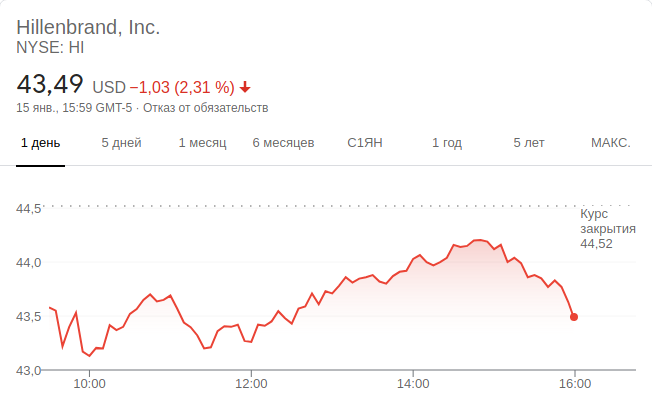 Hillenbrand, Inc.
NYSE: HI
43,49 USD −1,03 (2,31 %)
15 янв., 15:59 GMT-5 · Отказ от обязательств
1 день 5 дней 1 месяц 6 месяцев С1ЯН 1 год 5 лет МАКС.
44,5
Курс
закрытия
44,52
44,0
43,5
43,0
10:00 12:00 14:00 16:00